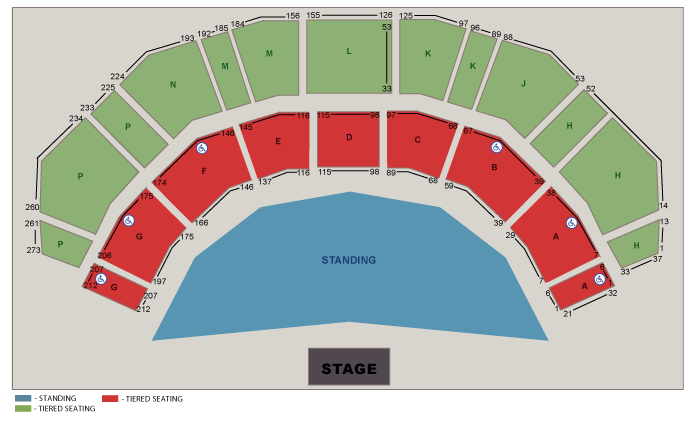 156 155 126 125
184 97
185 96
192 89
193 88
53
M L K
M K
N J
224 53
225 33 52
233
234
P H
145 116 115 98 97 68
146 67
E D C
F B
P H
174 137 116 115 98 89 68 39
175 146 59 38
260 166 39 14
261 13
G A
P 175 29 H
273 206 7 1
207 197 7 6 33 37
212 G 207 6 A 1 32
212 1 21
STANDING
STAGE
- STANDING - TIERED SEATING
- TIERED SEATING